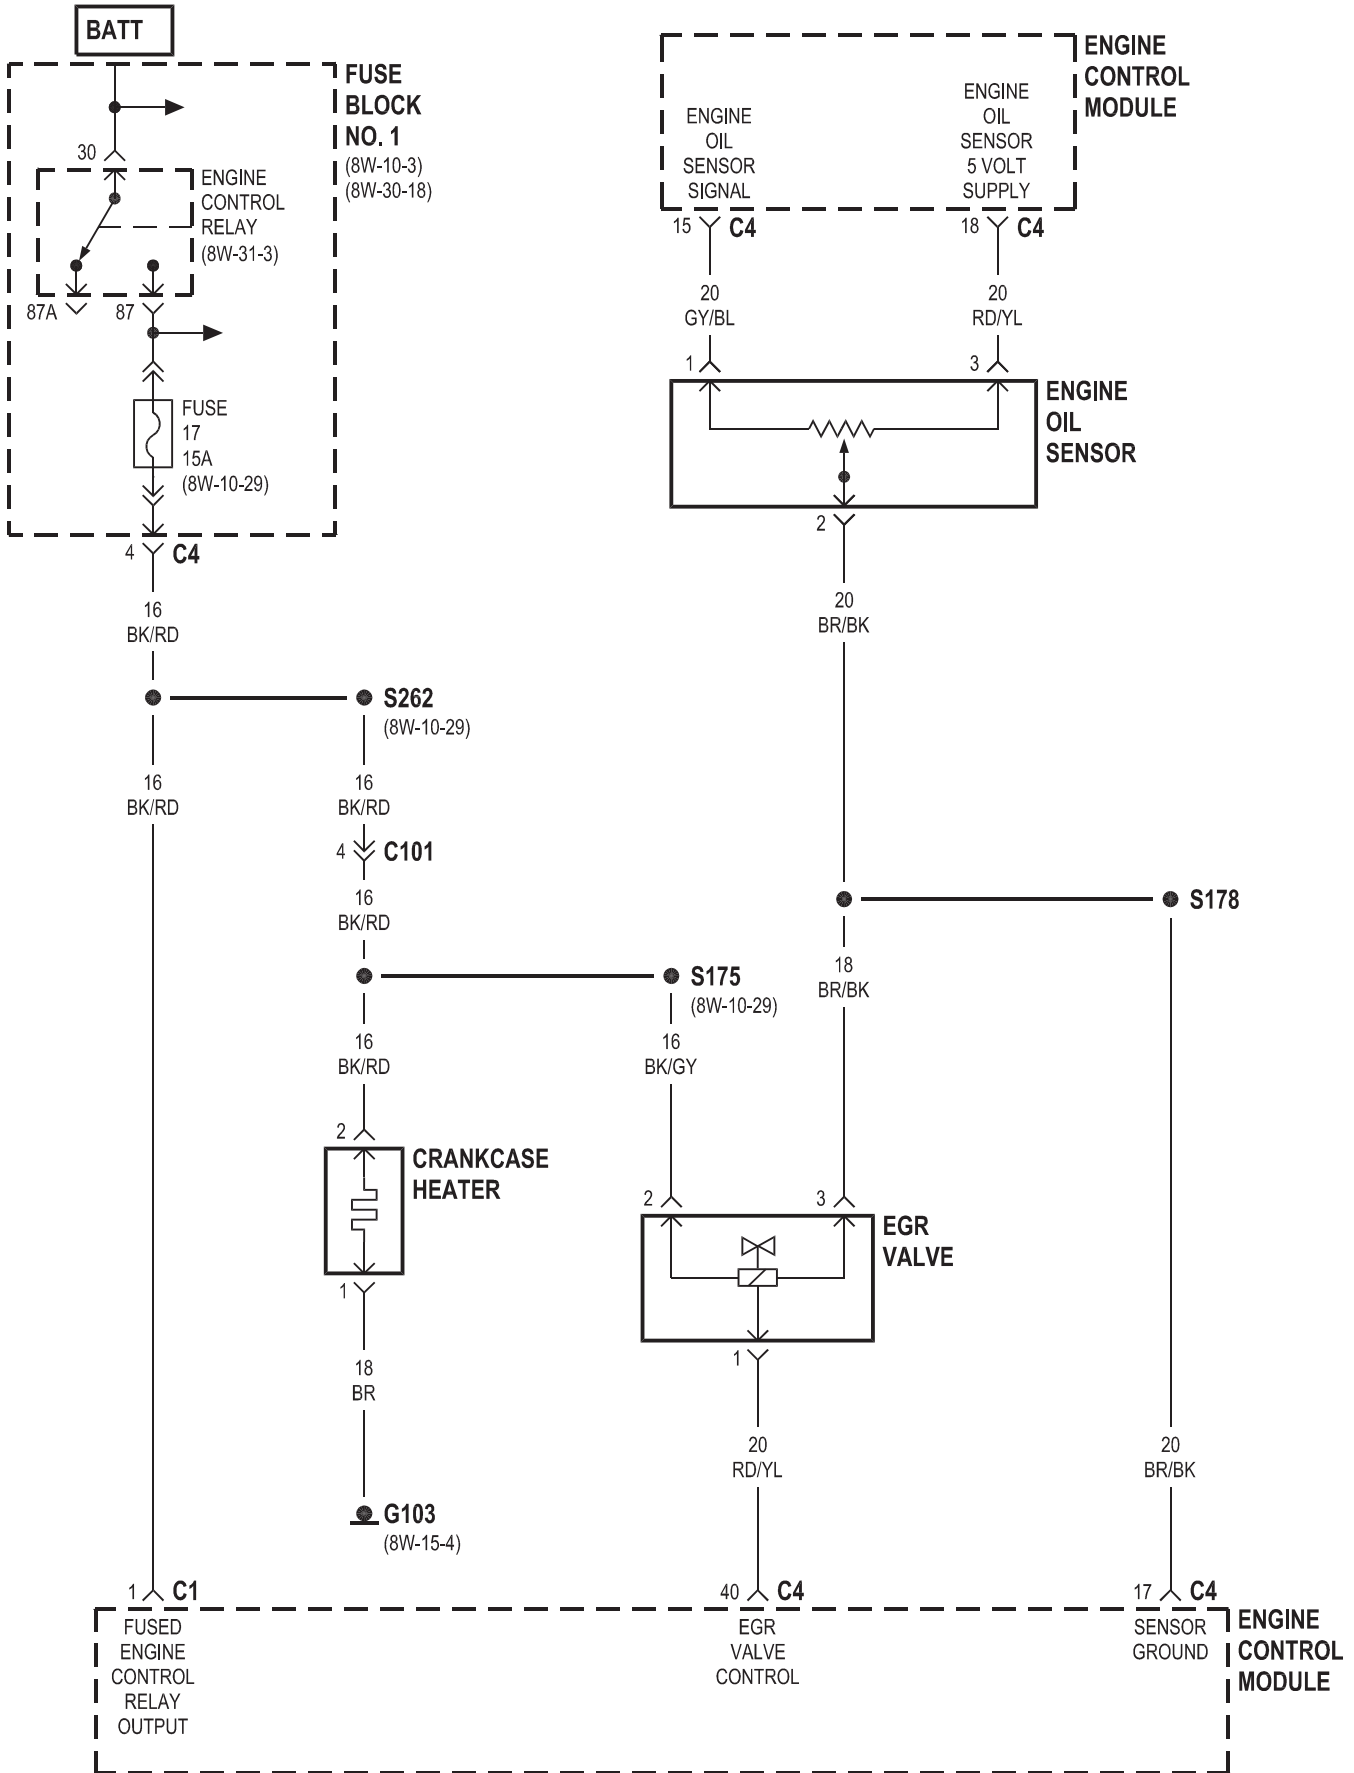 BATT
FUSE
BLOCK
NO. 1
(8W-10-3)
(8W-30-18)
30
ENGINE
CONTROL
RELAY
(8W-31-3)
87A
87
FUSE
17
15A
(8W-10-29)
4
C4
16
BK/RD
S262
(8W-10-29)
16
BK/RD
16
BK/RD
4
C101
16
BK/RD
S175
(8W-10-29)
16
BK/RD
16
BK/GY
2
CRANKCASE
HEATER
1
18
BR
G103
(8W-15-4)
ENGINE
CONTROL
MODULE
ENGINE
OIL
SENSOR
SIGNAL
ENGINE
OIL
SENSOR
5 VOLT
SUPPLY
15
C4
18
C4
20
GY/BL
20
RD/YL
1
3
ENGINE
OIL
SENSOR
2
20
BR/BK
S178
18
BR/BK
2
3
EGR
VALVE
1
20
RD/YL
20
BR/BK
1
C1
40
C4
17
C4
FUSED
ENGINE
CONTROL
RELAY
OUTPUT
EGR
VALVE
CONTROL
SENSOR
GROUND
ENGINE
CONTROL
MODULE